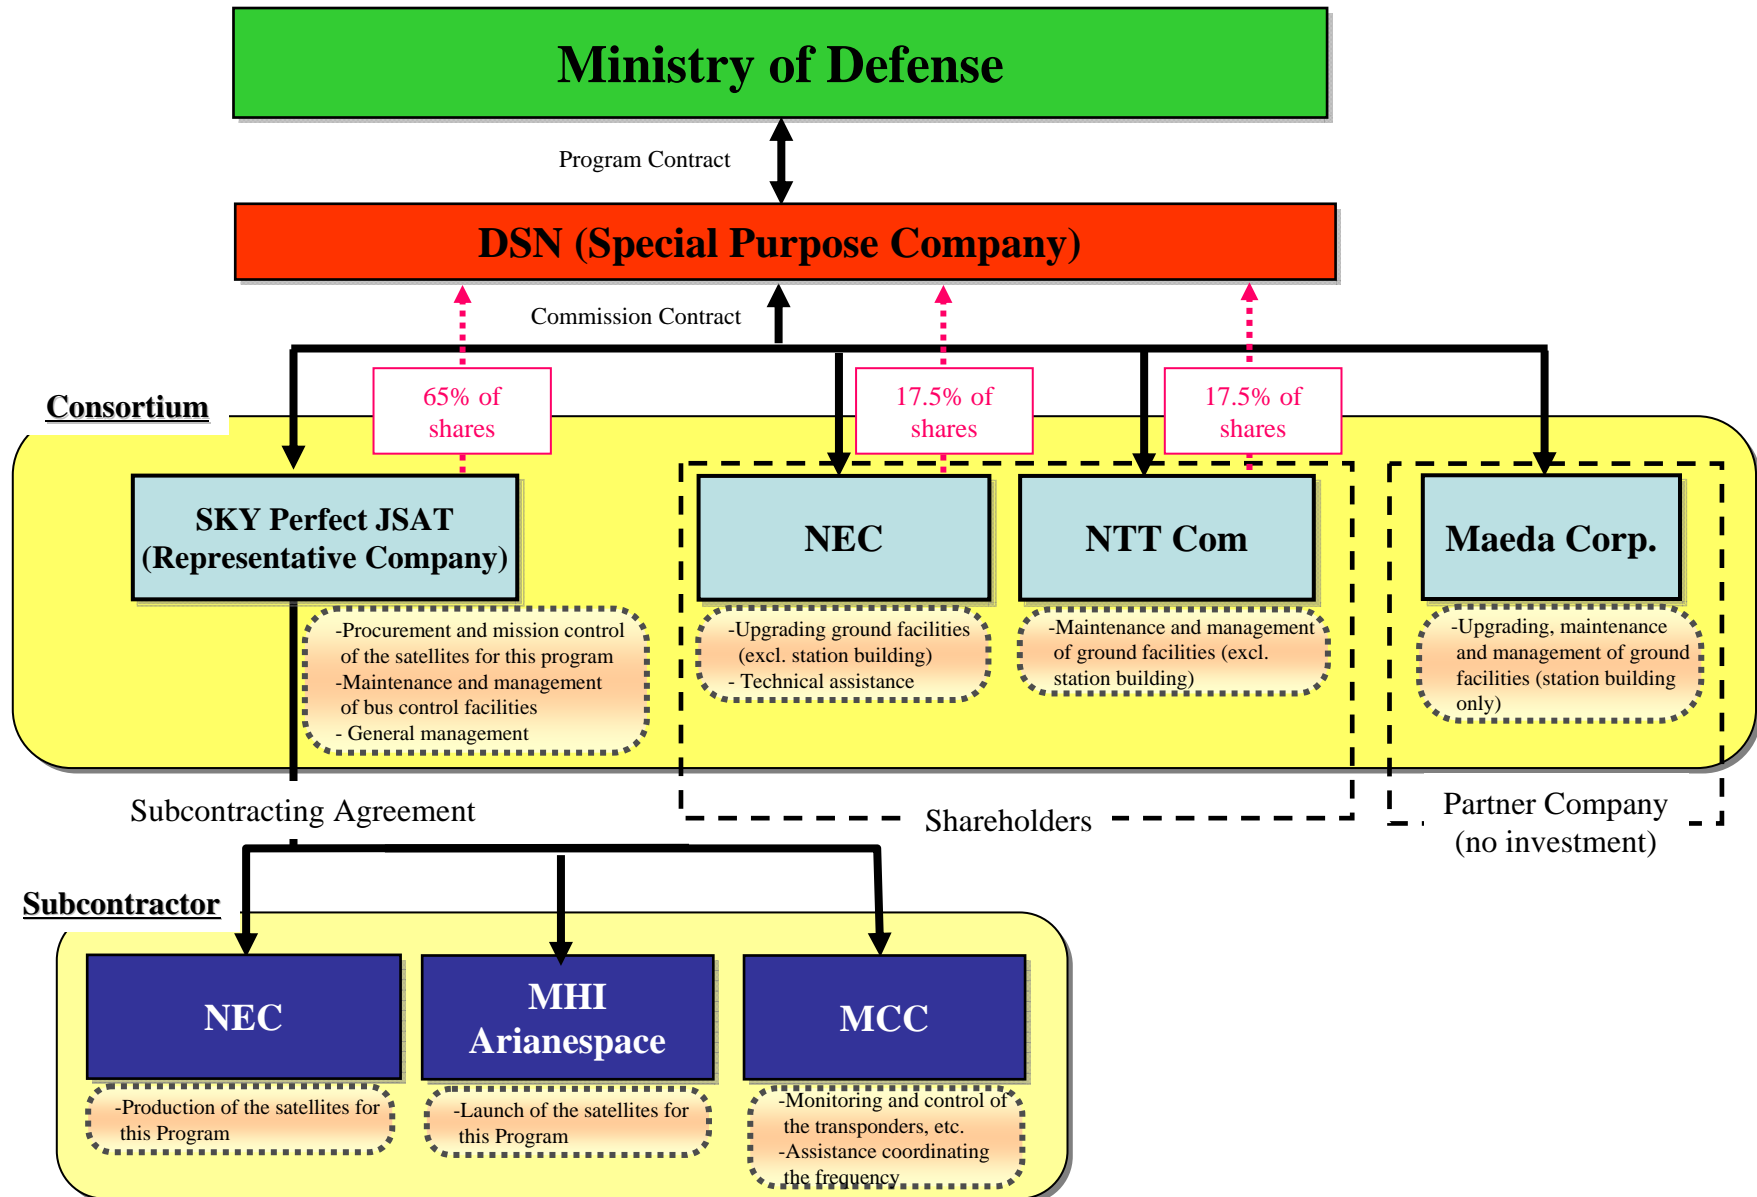 Ministry of Defense
Program Contract
DSN (Special Purpose Company)
Commission Contract
65% of
shares
17.5% of
shares
17.5% of
shares
Consortium
SKY Perfect JSAT
(Representative Company)
NEC
NTT Com
Maeda Corp.
-Procurement and mission control
of the satellites for this program
-Maintenance and management
of bus control facilities
- General management
-Upgrading ground facilities
(excl. station building)
- Technical assistance
-Maintenance and management
of ground facilities (excl.
station building)
-Upgrading, maintenance
and management of ground
facilities (station building
only)
Subcontracting Agreement
Shareholders
Partner Company
(no investment)
Subcontractor
NEC
MHI
Arianespace
MCC
-Production of the satellites for
this Program
-Launch of the satellites for
this Program
-Monitoring and control of
the transponders, etc.
-Assistance coordinating
the frequency